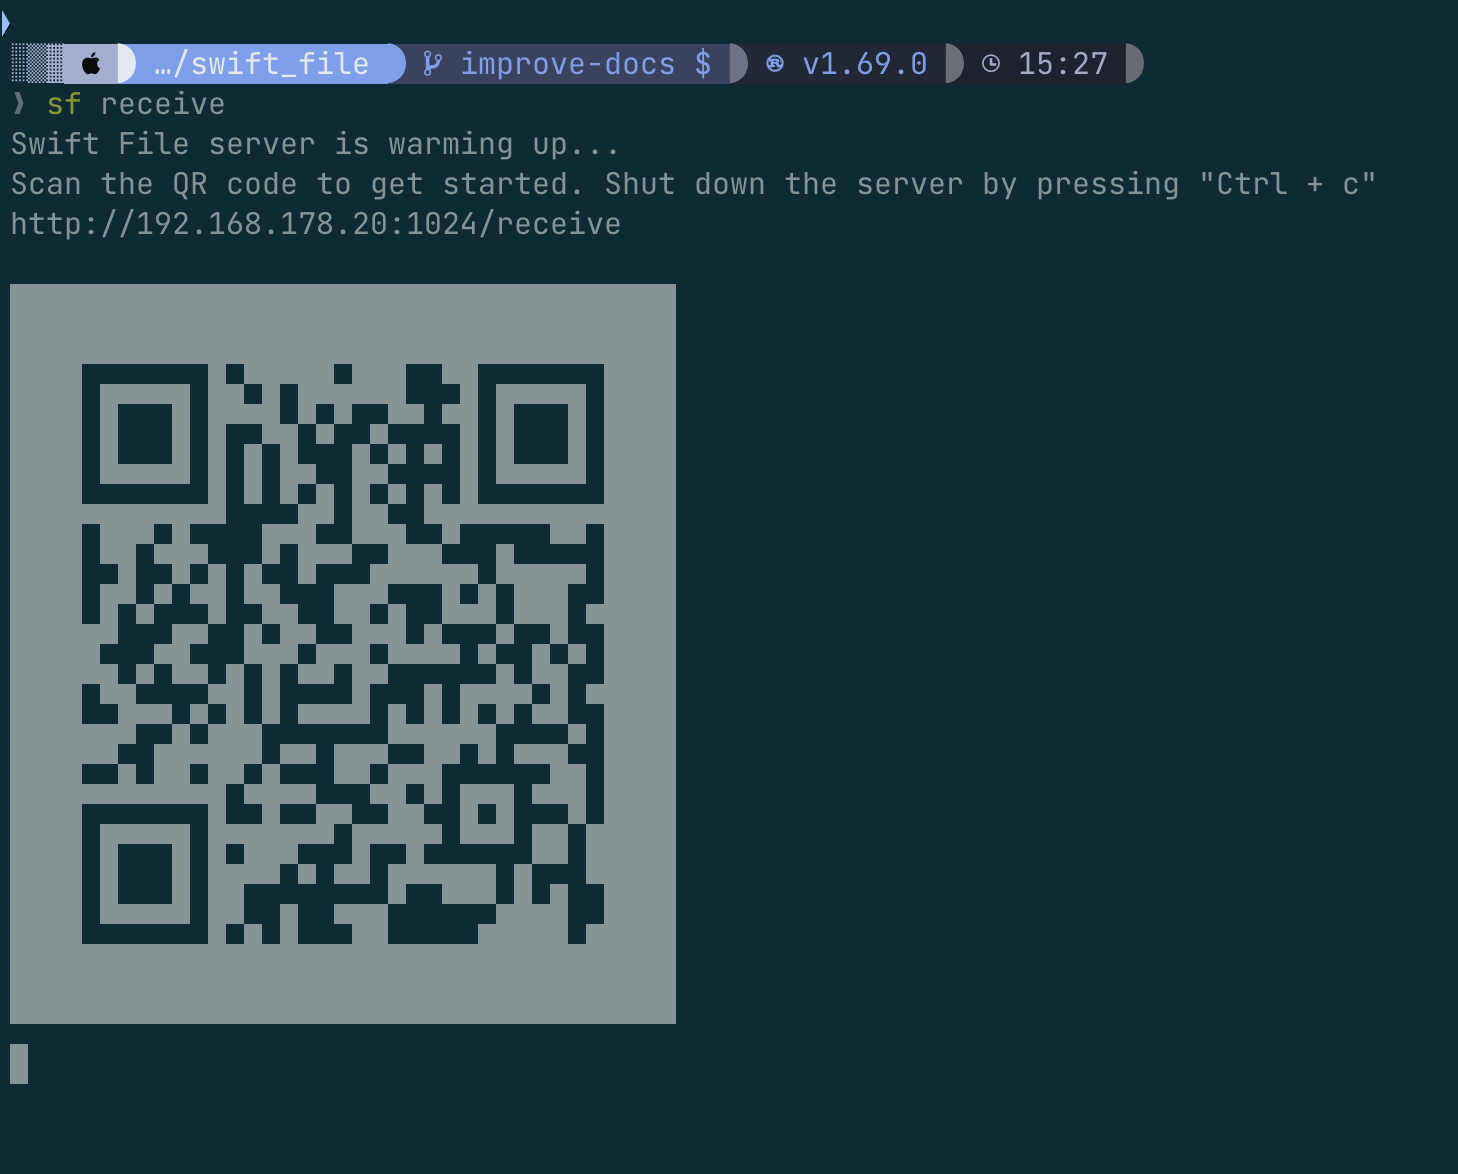 …/swift_file improve-docs $ v1.69.0 15:27
❯ sf receive
Swift File server is warming up...
Scan the QR code to get started. Shut down the server by pressing "Ctrl + c"
http://192.168.178.20:1024/receive